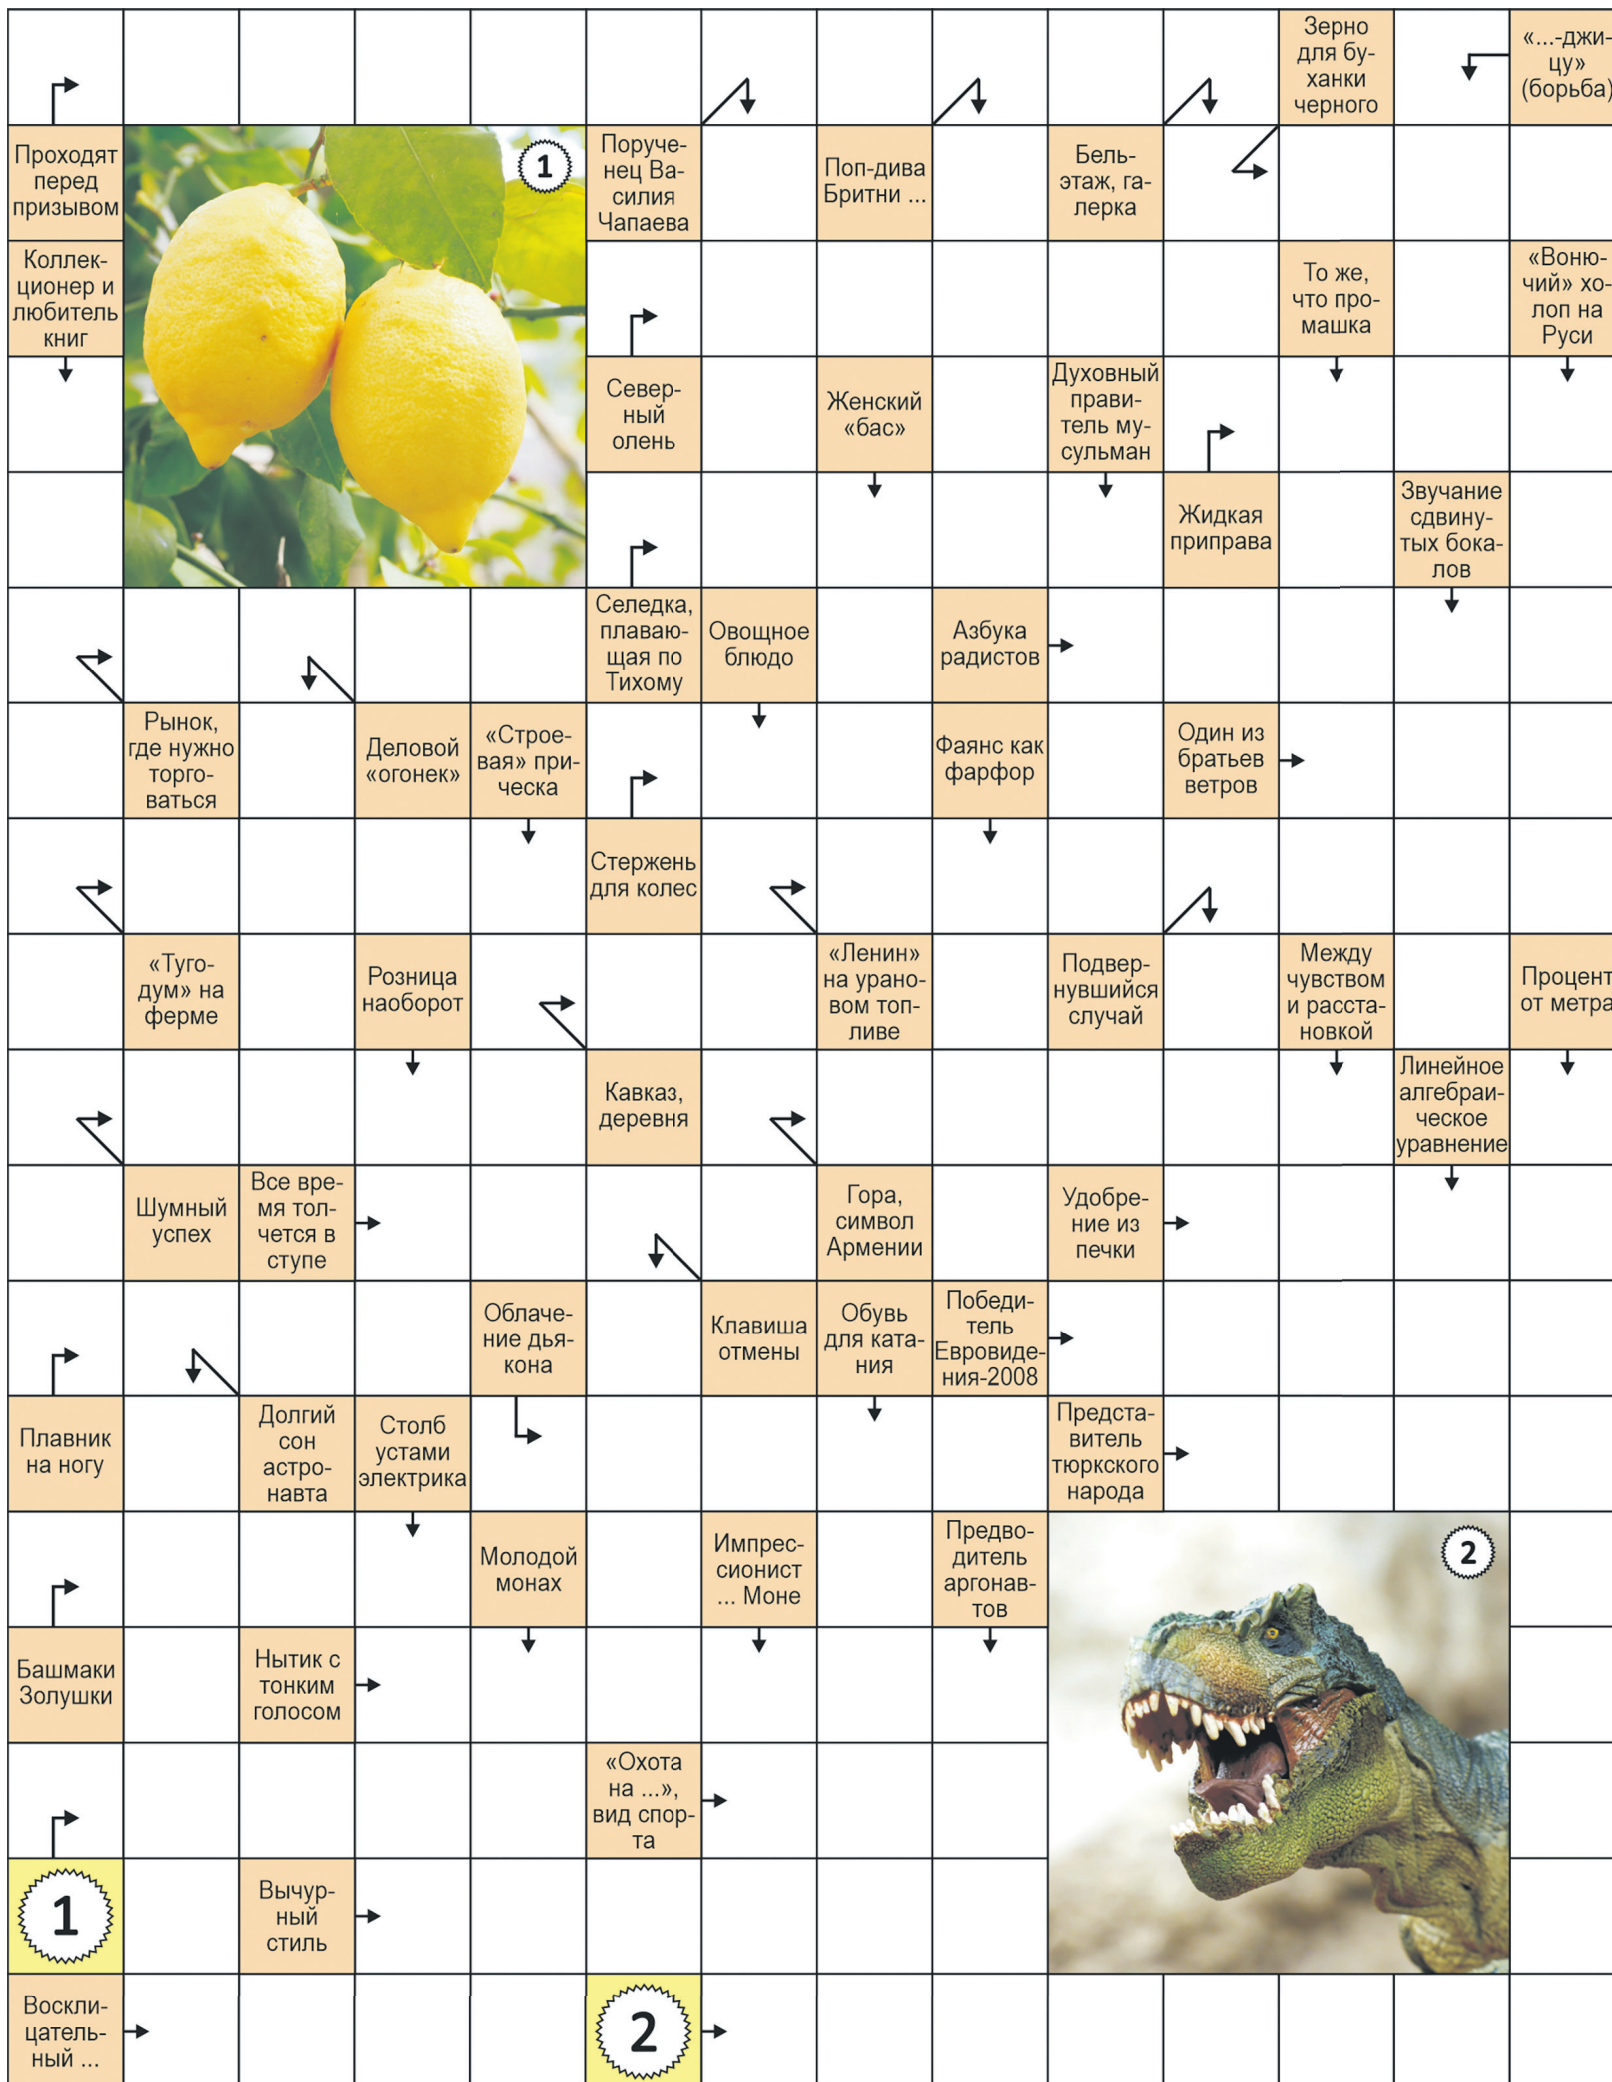 Зерно
для бу-
ханки
черного
«...-джи-
цу»
(борьба)
Проходят
перед
призывом
1
Поруче-
нец Ва-
силия
Чапаева
Поп-дива
Бритни ...
Бель-
этаж, га-
лерка
Коллек-
ционер и
любитель
книг
То же,
что про-
машка
«Воню-
чий» хо-
лоп на
Руси
Север-
ный
олень
Женский
«бас»
Духовный
прави-
тель му-
сульман
Жидкая
приправа
Звучание
сдвину-
тых бока-
лов
Селедка,
плаваю-
щая по
Тихому
Овощное
блюдо
Азбука
радистов
Рынок,
где нужно
торго-
ваться
Деловой
«огонек»
«Строе-
вая» при-
ческа
Фаянс как
фарфор
Один из
братьев
ветров
Стержень
для колес
«Туго-
дум» на
ферме
Розница
наоборот
«Ленин»
на урано-
вом топ-
ливе
Подвер-
нувшийся
случай
Между
чувством
и расста-
новкой
Процент
от метра
Кавказ,
деревня
Линейное
алгебраи-
ческое
уравнение
Шумный
успех
Все вре-
мя тол-
чется в
ступе
Гора,
символ
Армении
Удобре-
ние из
печки
Облаче-
ние дья-
кона
Клавиша
отмены
Обувь
для ката-
ния
Победи-
тель
Евровиде-
ния-2008
Плавник
на ногу
Долгий
сон
астро-
навта
Столб
устами
электрика
Предста-
витель
тюркского
народа
Молодой
монах
Импрес-
сионист
... Моне
Предво-
дитель
аргонав-
тов
2
Башмаки
Золушки
Нытик с
тонким
голосом
«Охота
на ...»,
вид спор-
та
1
Вычур-
ный
стиль
Воскли-
цатель-
ный ...
2